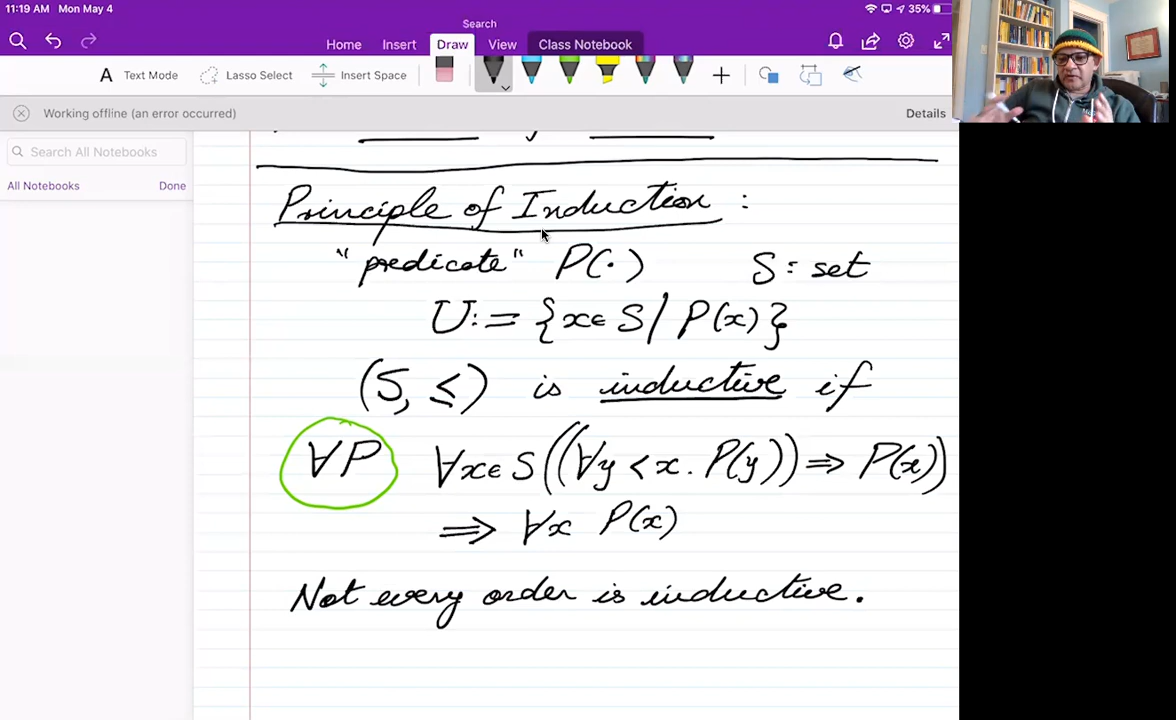 11:19 AM Mon May 4
35%
Search
Home Insert Draw View Class Notebook
A Text Mode Lasso Select Insert Space
Working offline (an error occurred) Details
Search All Notebooks
All Notebooks Done
Principle of Induction :
"predicate" P(·) S : set
U := {x∈S / P(x)}
(S, ≤) is inductive if
∀P ∀x∈S((∀y < x. P(y)) ⇒ P(x))
⟹ ∀x P(x)
Not every order is inductive.